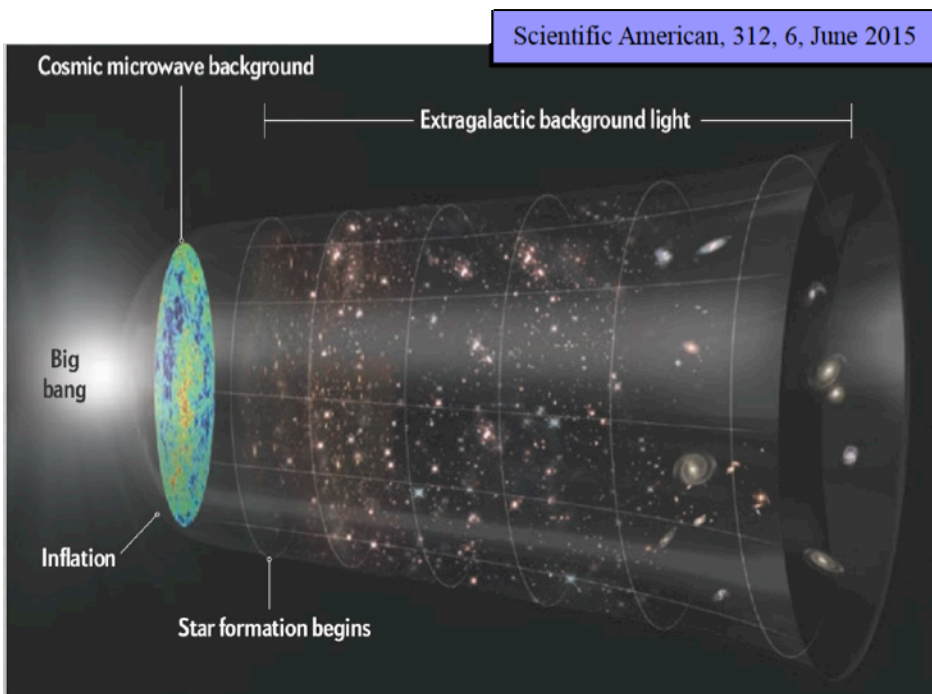 Scientific American, 312, 6, June 2015
Cosmic microwave background
Extragalactic background light
Big
bang
Inflation
Star formation begins